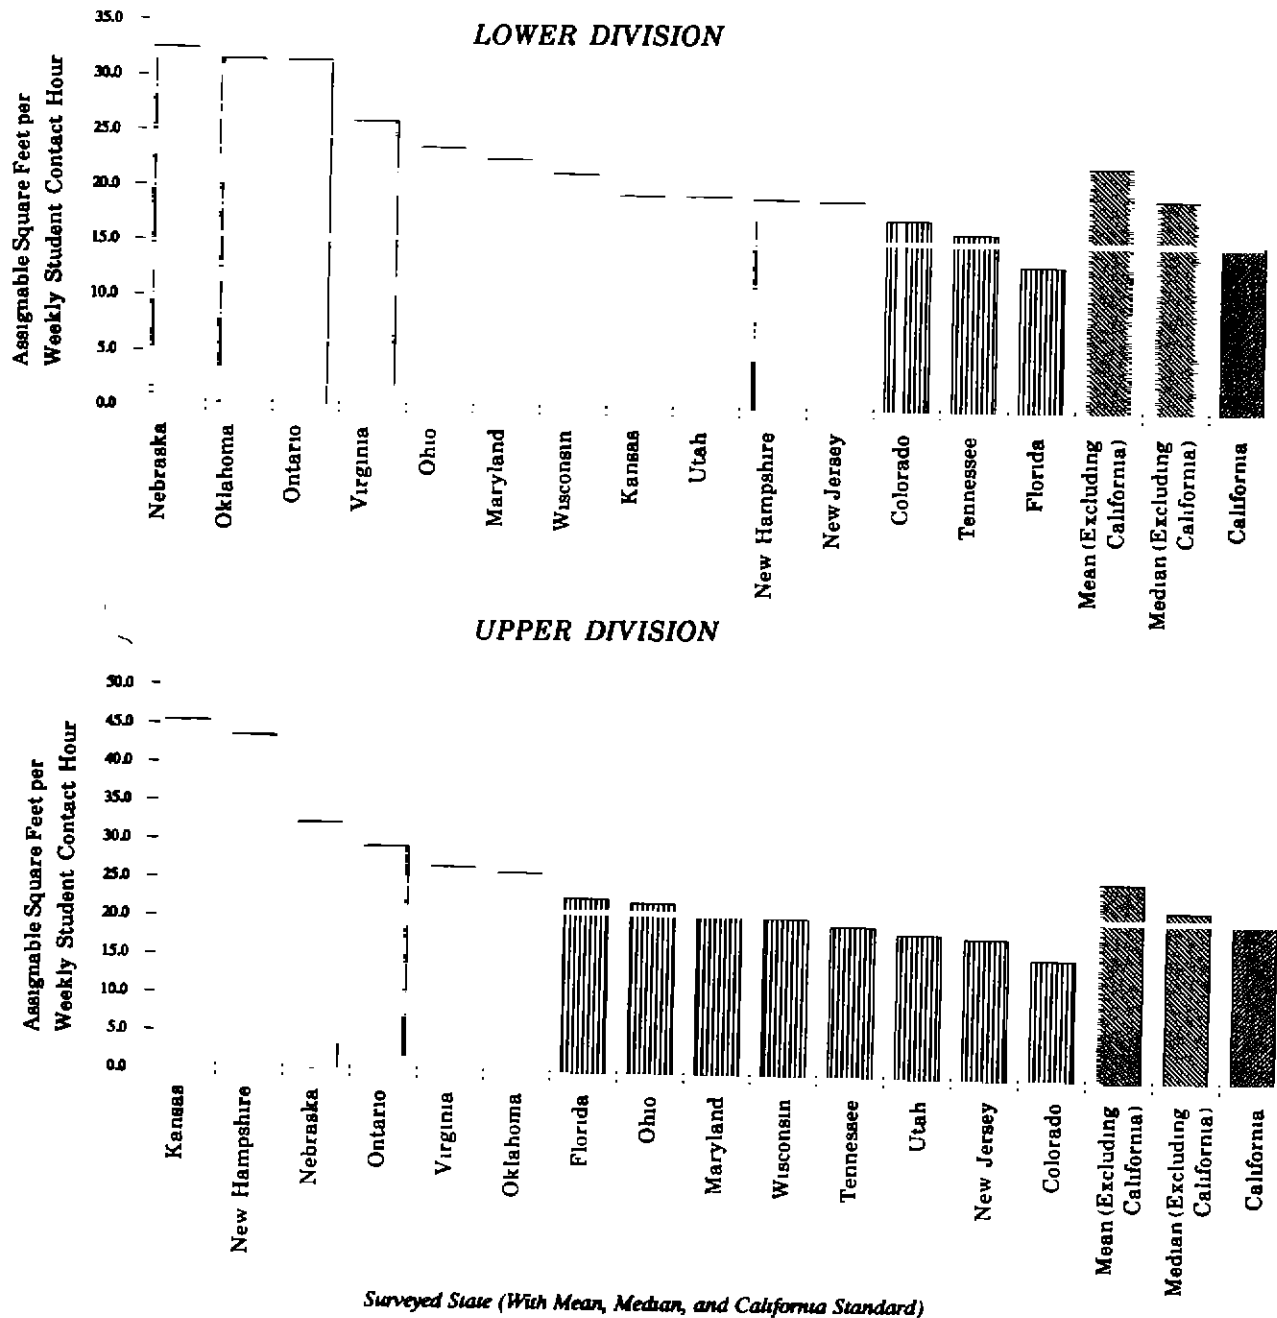 LOWER DIVISION
Assignable Square Feet per
Weekly Student Contact Hour
35.0
30.0
25.0
20.0
15.0
10.0
5.0
0.0
Nebraska
Oklahoma
Ontario
Virginia
Ohio
Maryland
Wisconsin
Kansas
Utah
New Hampshire
New Jersey
Colorado
Tennessee
Florida
Mean (Excluding
California)
Median (Excluding
California)
California
UPPER DIVISION
Assignable Square Feet per
Weekly Student Contact Hour
50.0
45.0
40.0
35.0
30.0
25.0
20.0
15.0
10.0
5.0
0.0
Kansas
New Hampshire
Nebraska
Ontario
Virginia
Oklahoma
Florida
Ohio
Maryland
Wisconsin
Tennessee
Utah
New Jersey
Colorado
Mean (Excluding
California)
Median (Excluding
California)
California
Surveyed State (With Mean, Median, and California Standard)